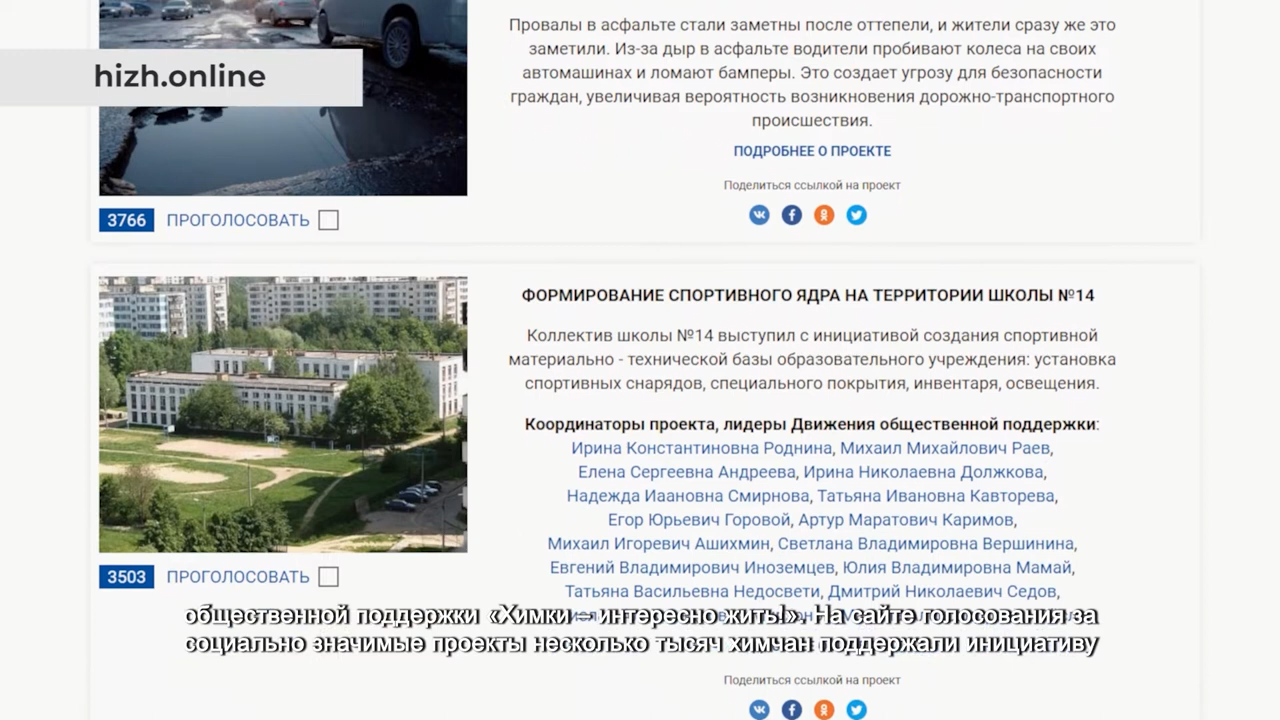 Провалы в асфальте стали заметны после оттепели, и жители сразу же это
заметили. Из-за дыр в асфальте водители пробивают колеса на своих
автомашинах и ломают бамперы. Это создает угрозу для безопасности
граждан, увеличивая вероятность возникновения дорожно-транспортного
происшествия.
ПОДРОБНЕЕ О ПРОЕКТЕ
Поделиться ссылкой на проект
hizh.online
3766 ПРОГОЛОСОВАТЬ
ФОРМИРОВАНИЕ СПОРТИВНОГО ЯДРА НА ТЕРРИТОРИИ ШКОЛЫ №14
Коллектив школы №14 выступил с инициативой создания спортивной
материально - технической базы образовательного учреждения: установка
спортивных снарядов, специального покрытия, инвентаря, освещения.
Координаторы проекта, лидеры Движения общественной поддержки:
Ирина Константиновна Роднина, Михаил Михайлович Раев,
Елена Сергеевна Андреева, Ирина Николаевна Должкова,
Надежда Иаановна Смирнова, Татьяна Ивановна Кавторева,
Егор Юрьевич Горовой, Артур Маратович Каримов,
Михаил Игоревич Ашихмин, Светлана Владимировна Вершинина,
Евгений Владимирович Иноземцев, Юлия Владимировна Мамай,
Татьяна Васильевна Недосвети, Дмитрий Николаевич Седов,
3503 ПРОГОЛОСОВАТЬ
общественной поддержки «Химки – интересно жить!». На сайте голосования за
социально значимые проекты несколько тысяч химчан поддержали инициативу
Поделиться ссылкой на проект